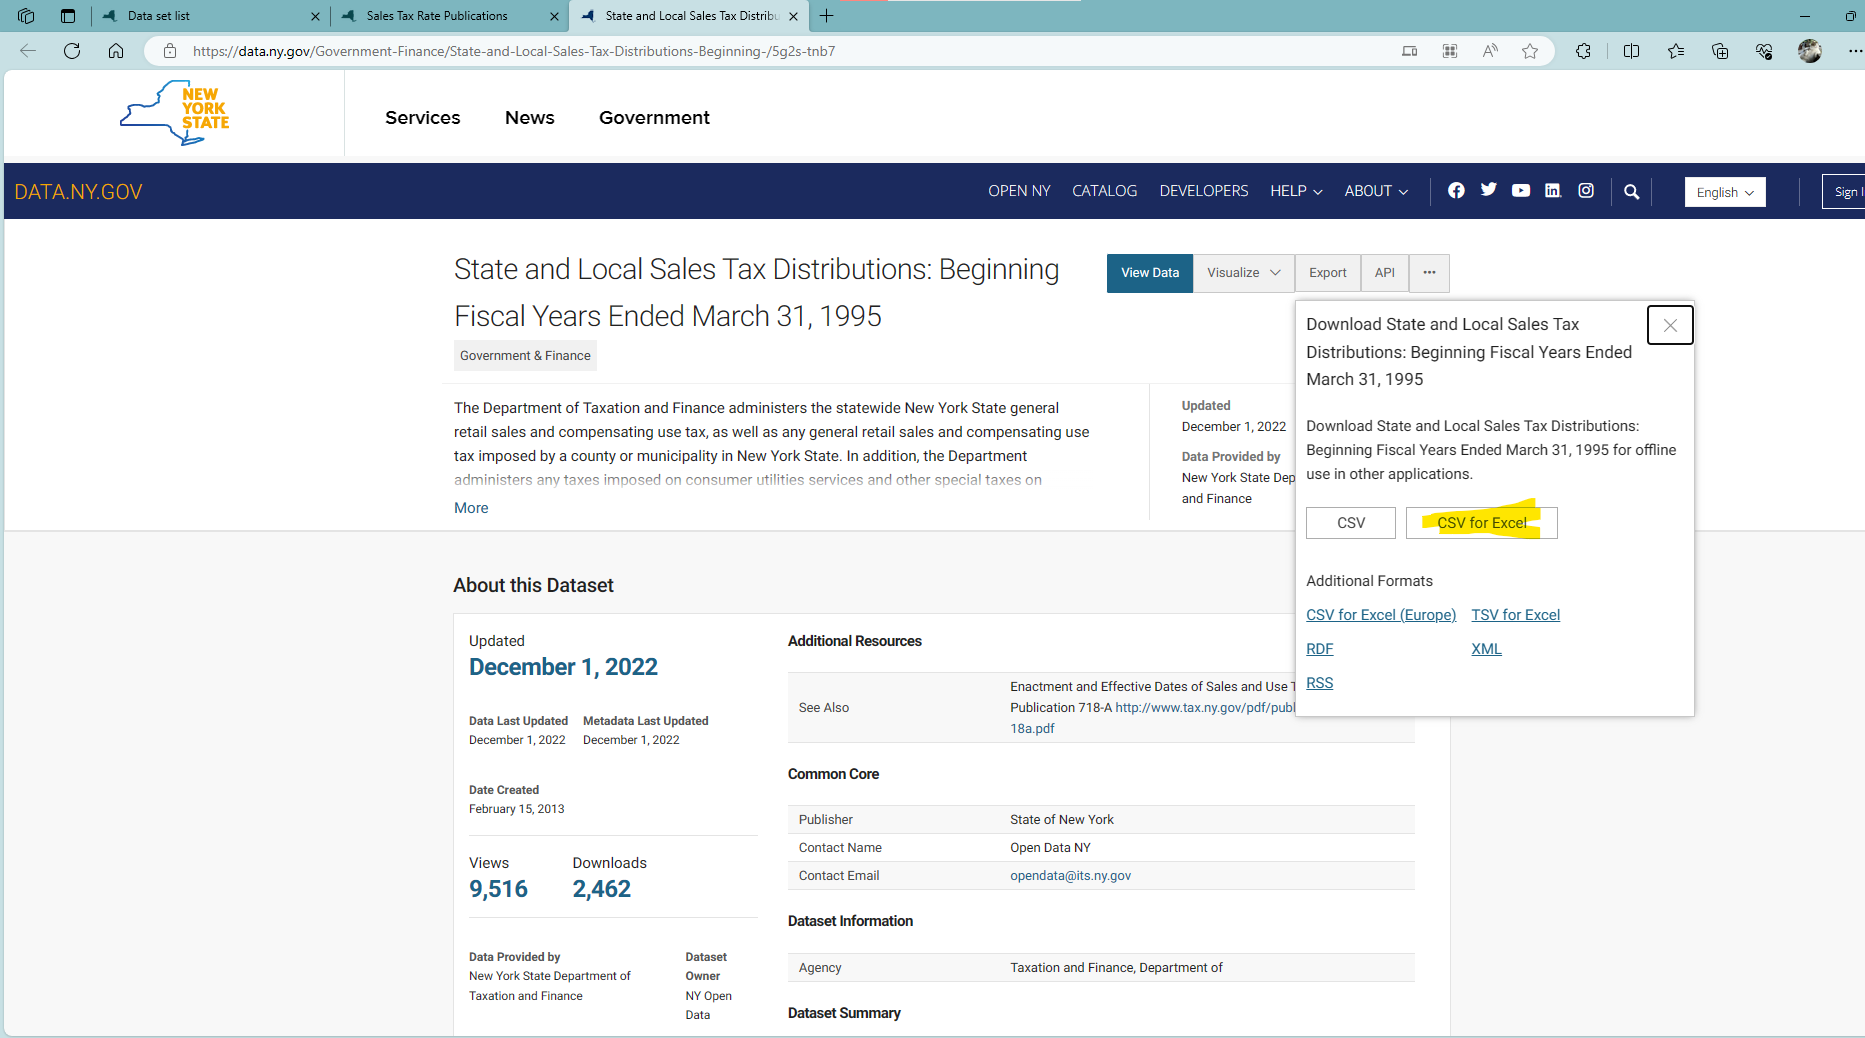 Data set list
Sales Tax Rate Publications
State and Local Sales Tax Distribu
https://data.ny.gov/Government-Finance/State-and-Local-Sales-Tax-Distributions-Beginning-/5g2s-tnb7
NEW
YORK
STATE
Services
News
Government
DATA.NY.GOV
OPEN NY
CATALOG
DEVELOPERS
HELP
ABOUT
English
Sign I
State and Local Sales Tax Distributions: Beginning
Fiscal Years Ended March 31, 1995
Government & Finance
View Data
Visualize
Export
API
The Department of Taxation and Finance administers the statewide New York State general
retail sales and compensating use tax, as well as any general retail sales and compensating use
tax imposed by a county or municipality in New York State. In addition, the Department
administers any taxes imposed on consumer utilities services and other special taxes on
More
Updated
December 1, 2022
Data Provided by
New York State Dep
and Finance
Download State and Local Sales Tax
Distributions: Beginning Fiscal Years Ended
March 31, 1995
Download State and Local Sales Tax Distributions:
Beginning Fiscal Years Ended March 31, 1995 for offline
use in other applications.
CSV
CSV for Excel
Additional Formats
CSV for Excel (Europe)
TSV for Excel
RDF
XML
RSS
About this Dataset
Updated
December 1, 2022
Data Last Updated
December 1, 2022
Metadata Last Updated
December 1, 2022
Date Created
February 15, 2013
Views
9,516
Downloads
2,462
Data Provided by
New York State Department of
Taxation and Finance
Dataset
Owner
NY Open
Data
Additional Resources
See Also
Enactment and Effective Dates of Sales and Use T
Publication 718-A http://www.tax.ny.gov/pdf/publ
18a.pdf
Common Core
Publisher
State of New York
Contact Name
Open Data NY
Contact Email
opendata@its.ny.gov
Dataset Information
Agency
Taxation and Finance, Department of
Dataset Summary